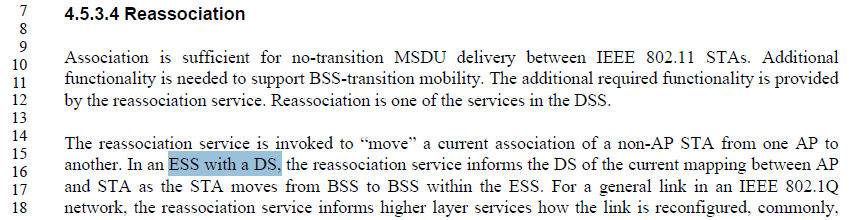 7 4.5.3.4 Reassociation
8
9
10 Association is sufficient for no-transition MSDU delivery between IEEE 802.11 STAs. Additional
11 functionality is needed to support BSS-transition mobility. The additional required functionality is provided
12 by the reassociation service. Reassociation is one of the services in the DSS.
13
14 The reassociation service is invoked to “move” a current association of a non-AP STA from one AP to
15 another. In an ESS with a DS, the reassociation service informs the DS of the current mapping between AP
16
17 and STA as the STA moves from BSS to BSS within the ESS. For a general link in an IEEE 802.1Q
18 network, the reassociation service informs higher layer services how the link is reconfigured, commonly,